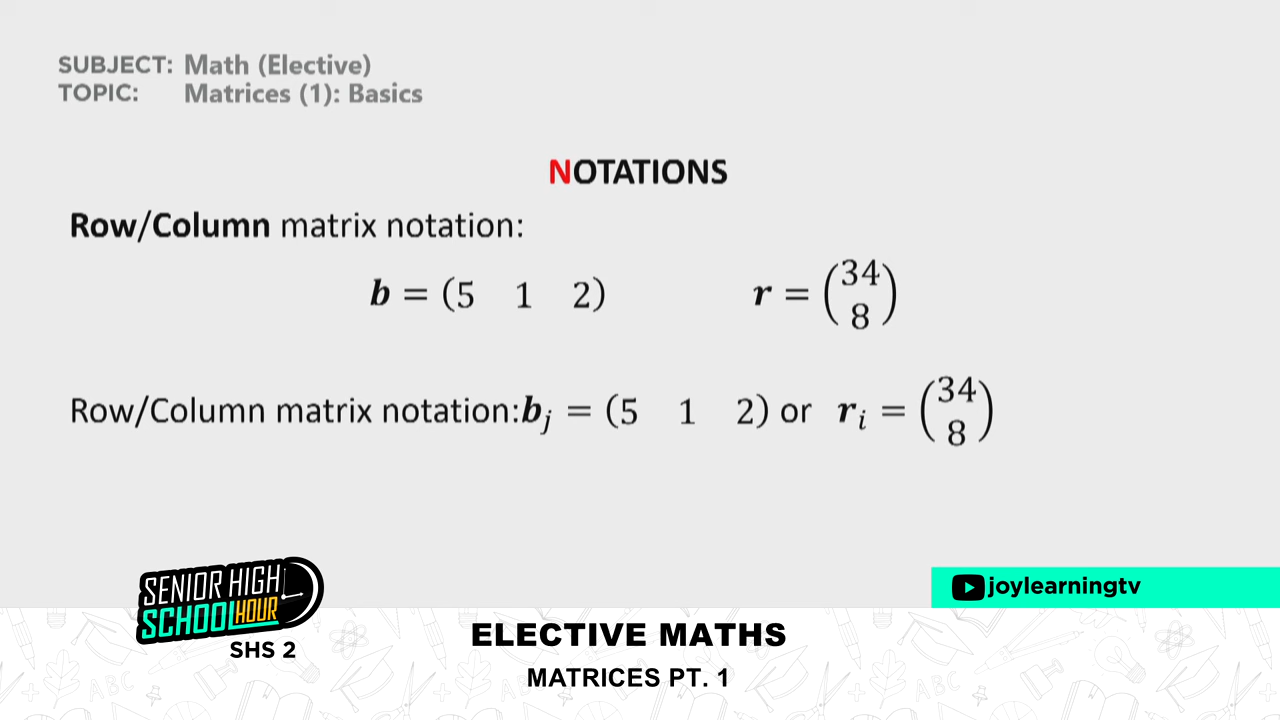 SUBJECT: Math (Elective)
TOPIC: Matrices (1): Basics
NOTATIONS
Row/Column matrix notation:
b = (5 1 2) r = (34
8)
Row/Column matrix notation:b_j = (5 1 2) or r_i = (34
8)
SENIOR HIGH
SCHOOL HOUR
SHS 2
joylearningtv
ELECTIVE MATHS
MATRICES PT. 1
ABC
ABC